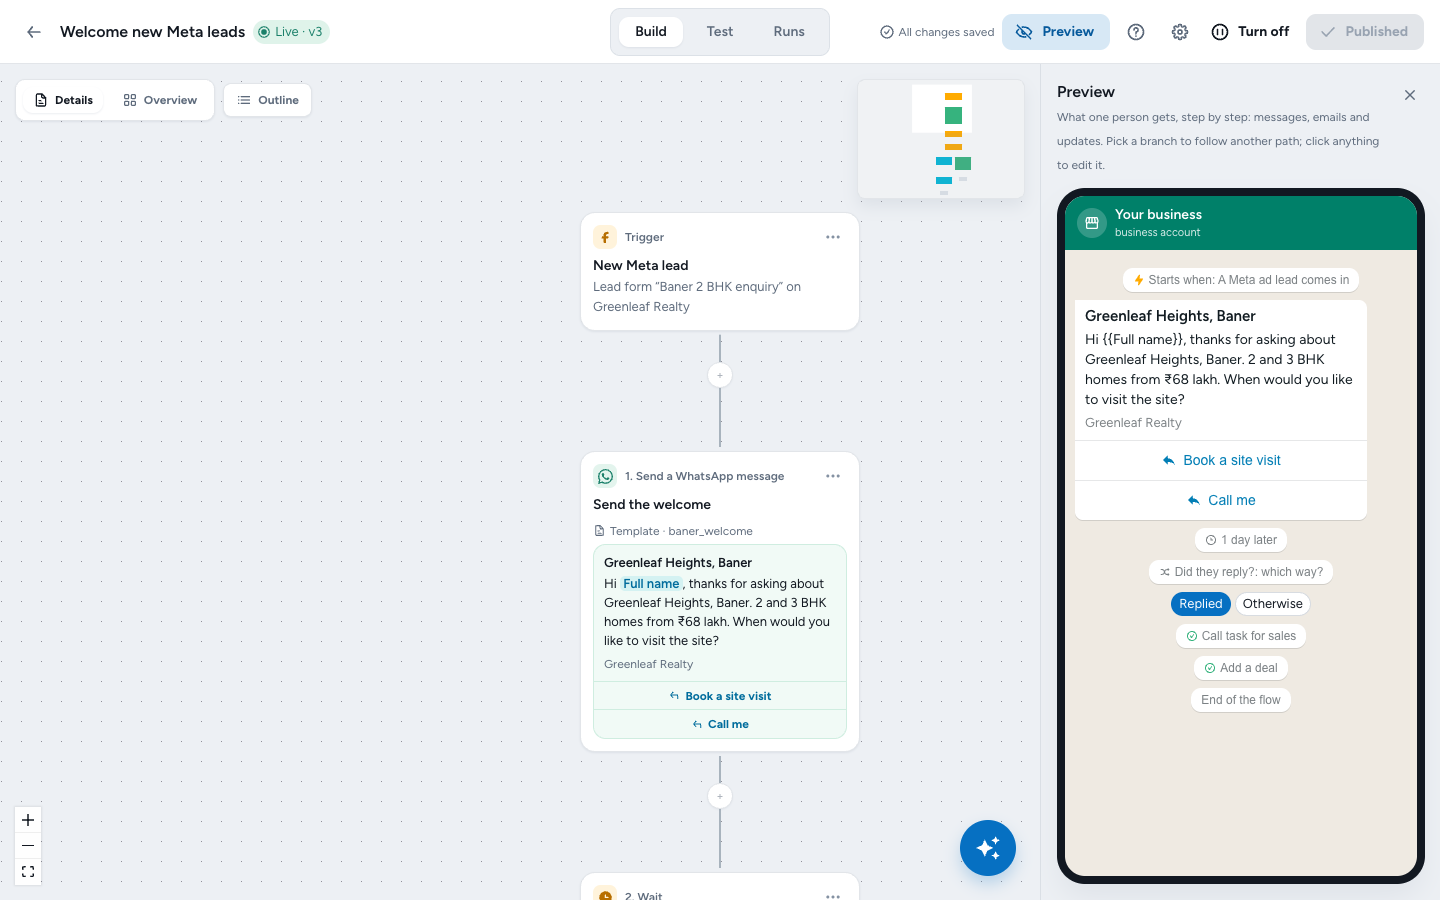 Welcome new Meta leads
Live · v3
Build
Test
Runs
All changes saved
Preview
Turn off
Published
Details
Overview
Outline
Trigger
New Meta lead
Lead form “Baner 2 BHK enquiry” on
Greenleaf Realty
1. Send a WhatsApp message
Send the welcome
Template · baner_welcome
Greenleaf Heights, Baner
Hi Full name, thanks for asking about
Greenleaf Heights, Baner. 2 and 3 BHK
homes from ₹68 lakh. When would you
like to visit the site?
Greenleaf Realty
Book a site visit
Call me
2. Wait
Preview
What one person gets, step by step: messages, emails and
updates. Pick a branch to follow another path; click anything
to edit it.
Your business
business account
Starts when: A Meta ad lead comes in
Greenleaf Heights, Baner
Hi {{Full name}}, thanks for asking about
Greenleaf Heights, Baner. 2 and 3 BHK
homes from ₹68 lakh. When would you like
to visit the site?
Greenleaf Realty
Book a site visit
Call me
1 day later
Did they reply?: which way?
Replied
Otherwise
Call task for sales
Add a deal
End of the flow